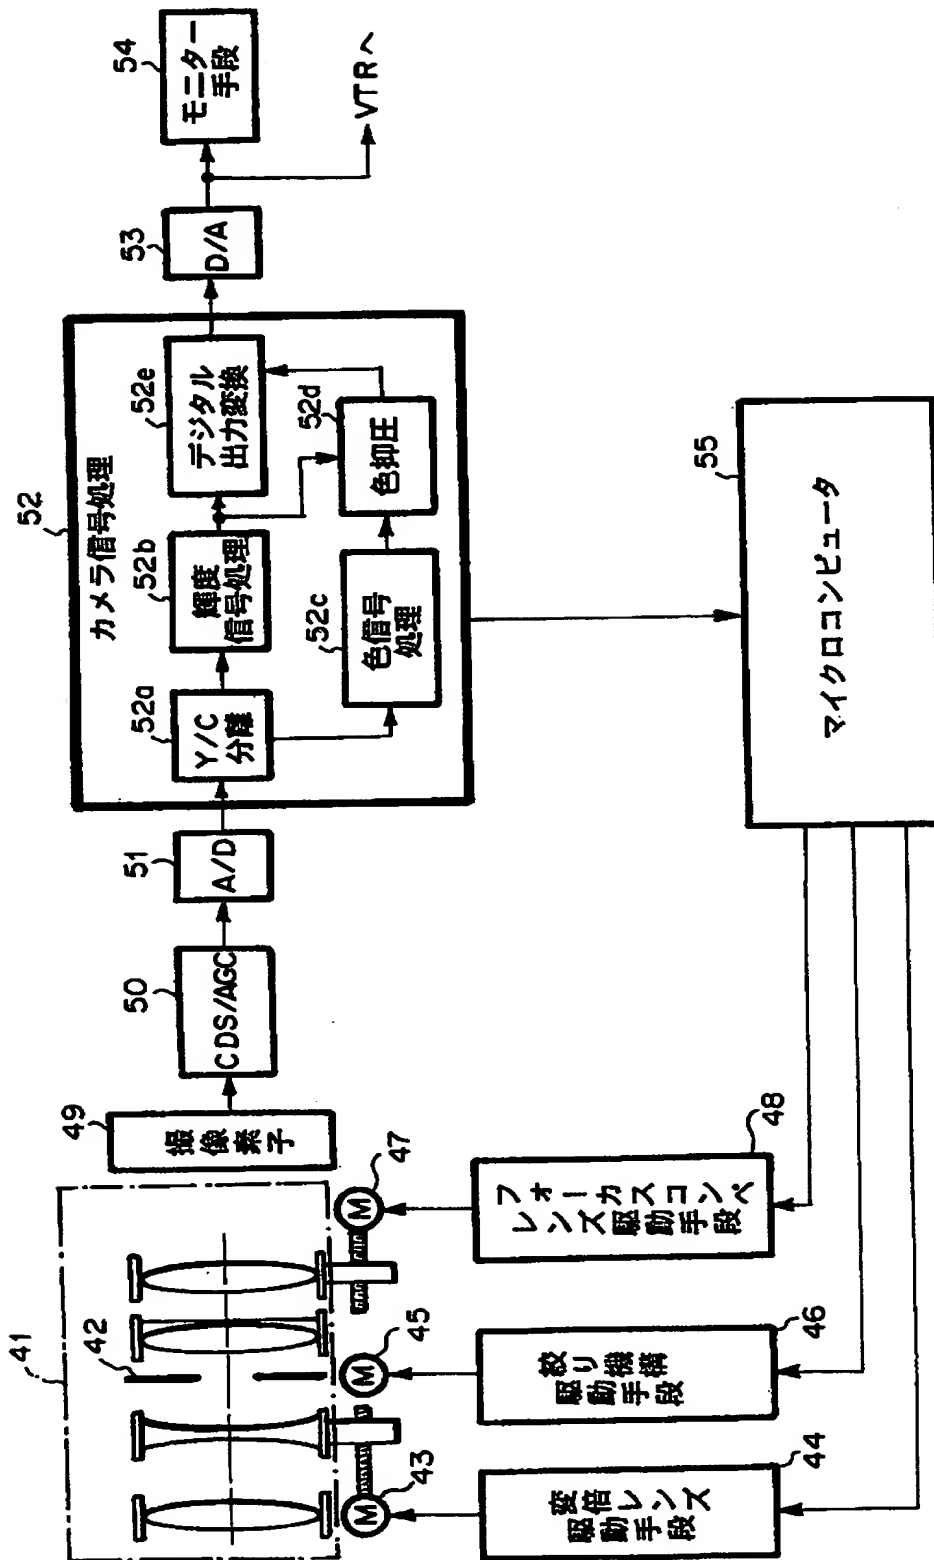 41
42
43
M
44
変倍レンズ
駆動手段
45
M
46
絞り機構
駆動手段
47
M
48
フォーカスコンペ
レンズ駆動手段
49
撮像素子
50
CDS/AGC
51
A/D
52
カメラ信号処理
52a
Y/C
分離
52b
輝度
信号処理
52c
色信号
処理
52d
色抑圧
52e
デジタル
出力変換
53
D/A
54
モニター
手段
VTRへ
55
マイクロコンピュータ